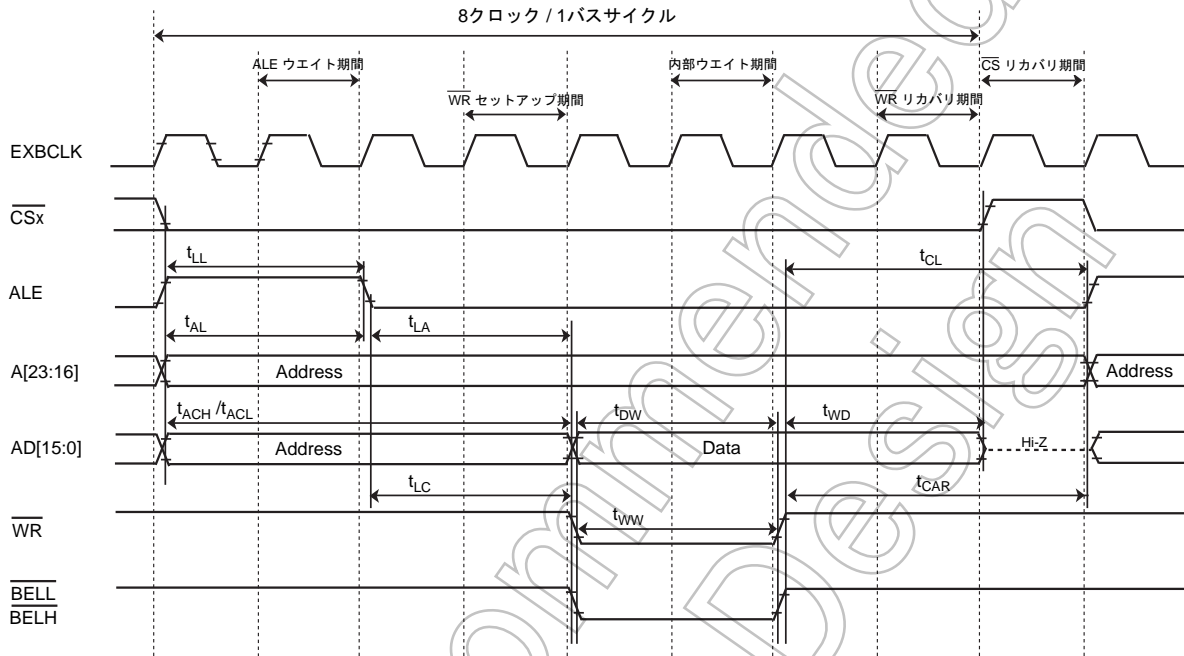 8クロック / 1バスサイクル
ALE ウエイト期間
内部ウエイト期間
CS リカバリ期間
WR セットアップ期間
WR リカバリ期間
EXBCLK
CSx
tLL
tCL
ALE
tAL
tLA
A[23:16]
Address
Address
tACH /tACL
tDW
tWD
AD[15:0]
Address
Data
Hi-Z
tLC
tCAR
WR
tWW
BELL
BELH